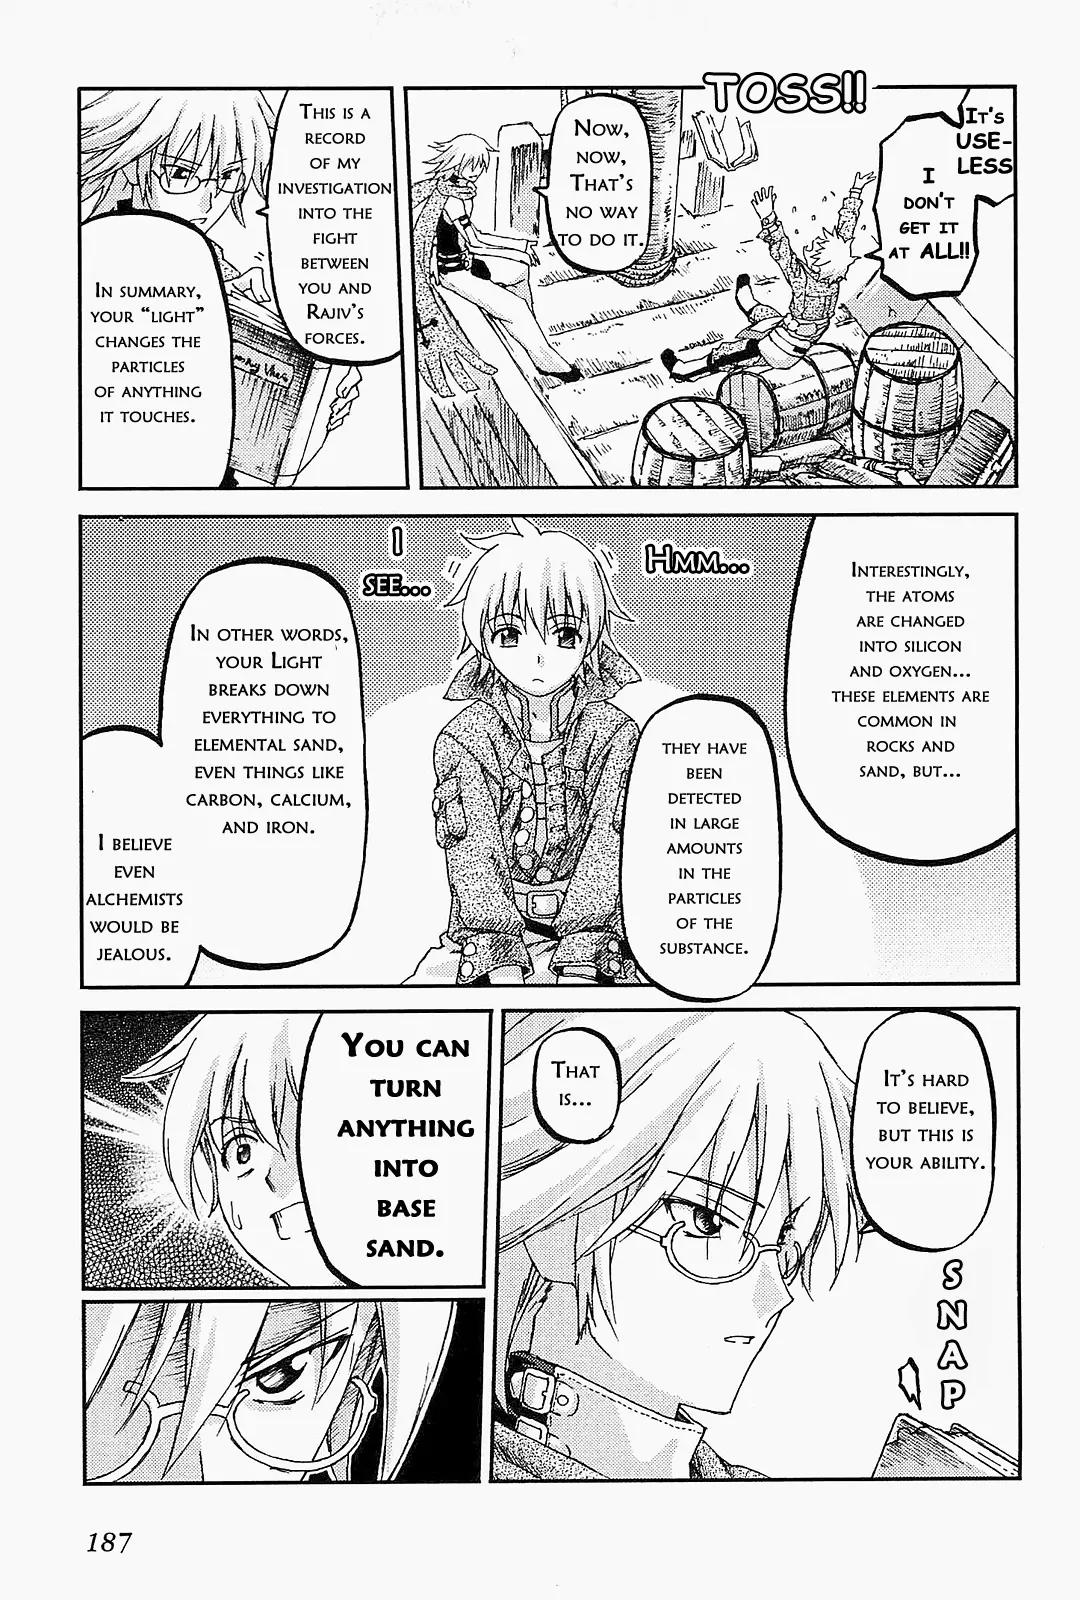 TOSS!!
IT'S
USE-
LESS
I
DON'T
GET IT
AT ALL!!
NOW,
NOW,
THAT'S
NO WAY
TO DO IT.
THIS IS A
RECORD
OF MY
INVESTIGATION
INTO THE
FIGHT
BETWEEN
YOU AND
RAJIV'S
FORCES.
IN SUMMARY,
YOUR "LIGHT"
CHANGES THE
PARTICLES
OF ANYTHING
IT TOUCHES.
INTERESTINGLY,
THE ATOMS
ARE CHANGED
INTO SILICON
AND OXYGEN...
THESE ELEMENTS ARE
COMMON IN
ROCKS AND
SAND, BUT...
HMM...
THEY HAVE
BEEN
DETECTED
IN LARGE
AMOUNTS
IN THE
PARTICLES
OF THE
SUBSTANCE.
I
SEE...
IN OTHER WORDS,
YOUR LIGHT
BREAKS DOWN
EVERYTHING TO
ELEMENTAL SAND,
EVEN THINGS LIKE
CARBON, CALCIUM,
AND IRON.
I BELIEVE
EVEN
ALCHEMISTS
WOULD BE
JEALOUS.
IT'S HARD
TO BELIEVE,
BUT THIS IS
YOUR ABILITY.
SNAP
THAT
IS...
YOU CAN
TURN
ANYTHING
INTO
BASE
SAND.
187